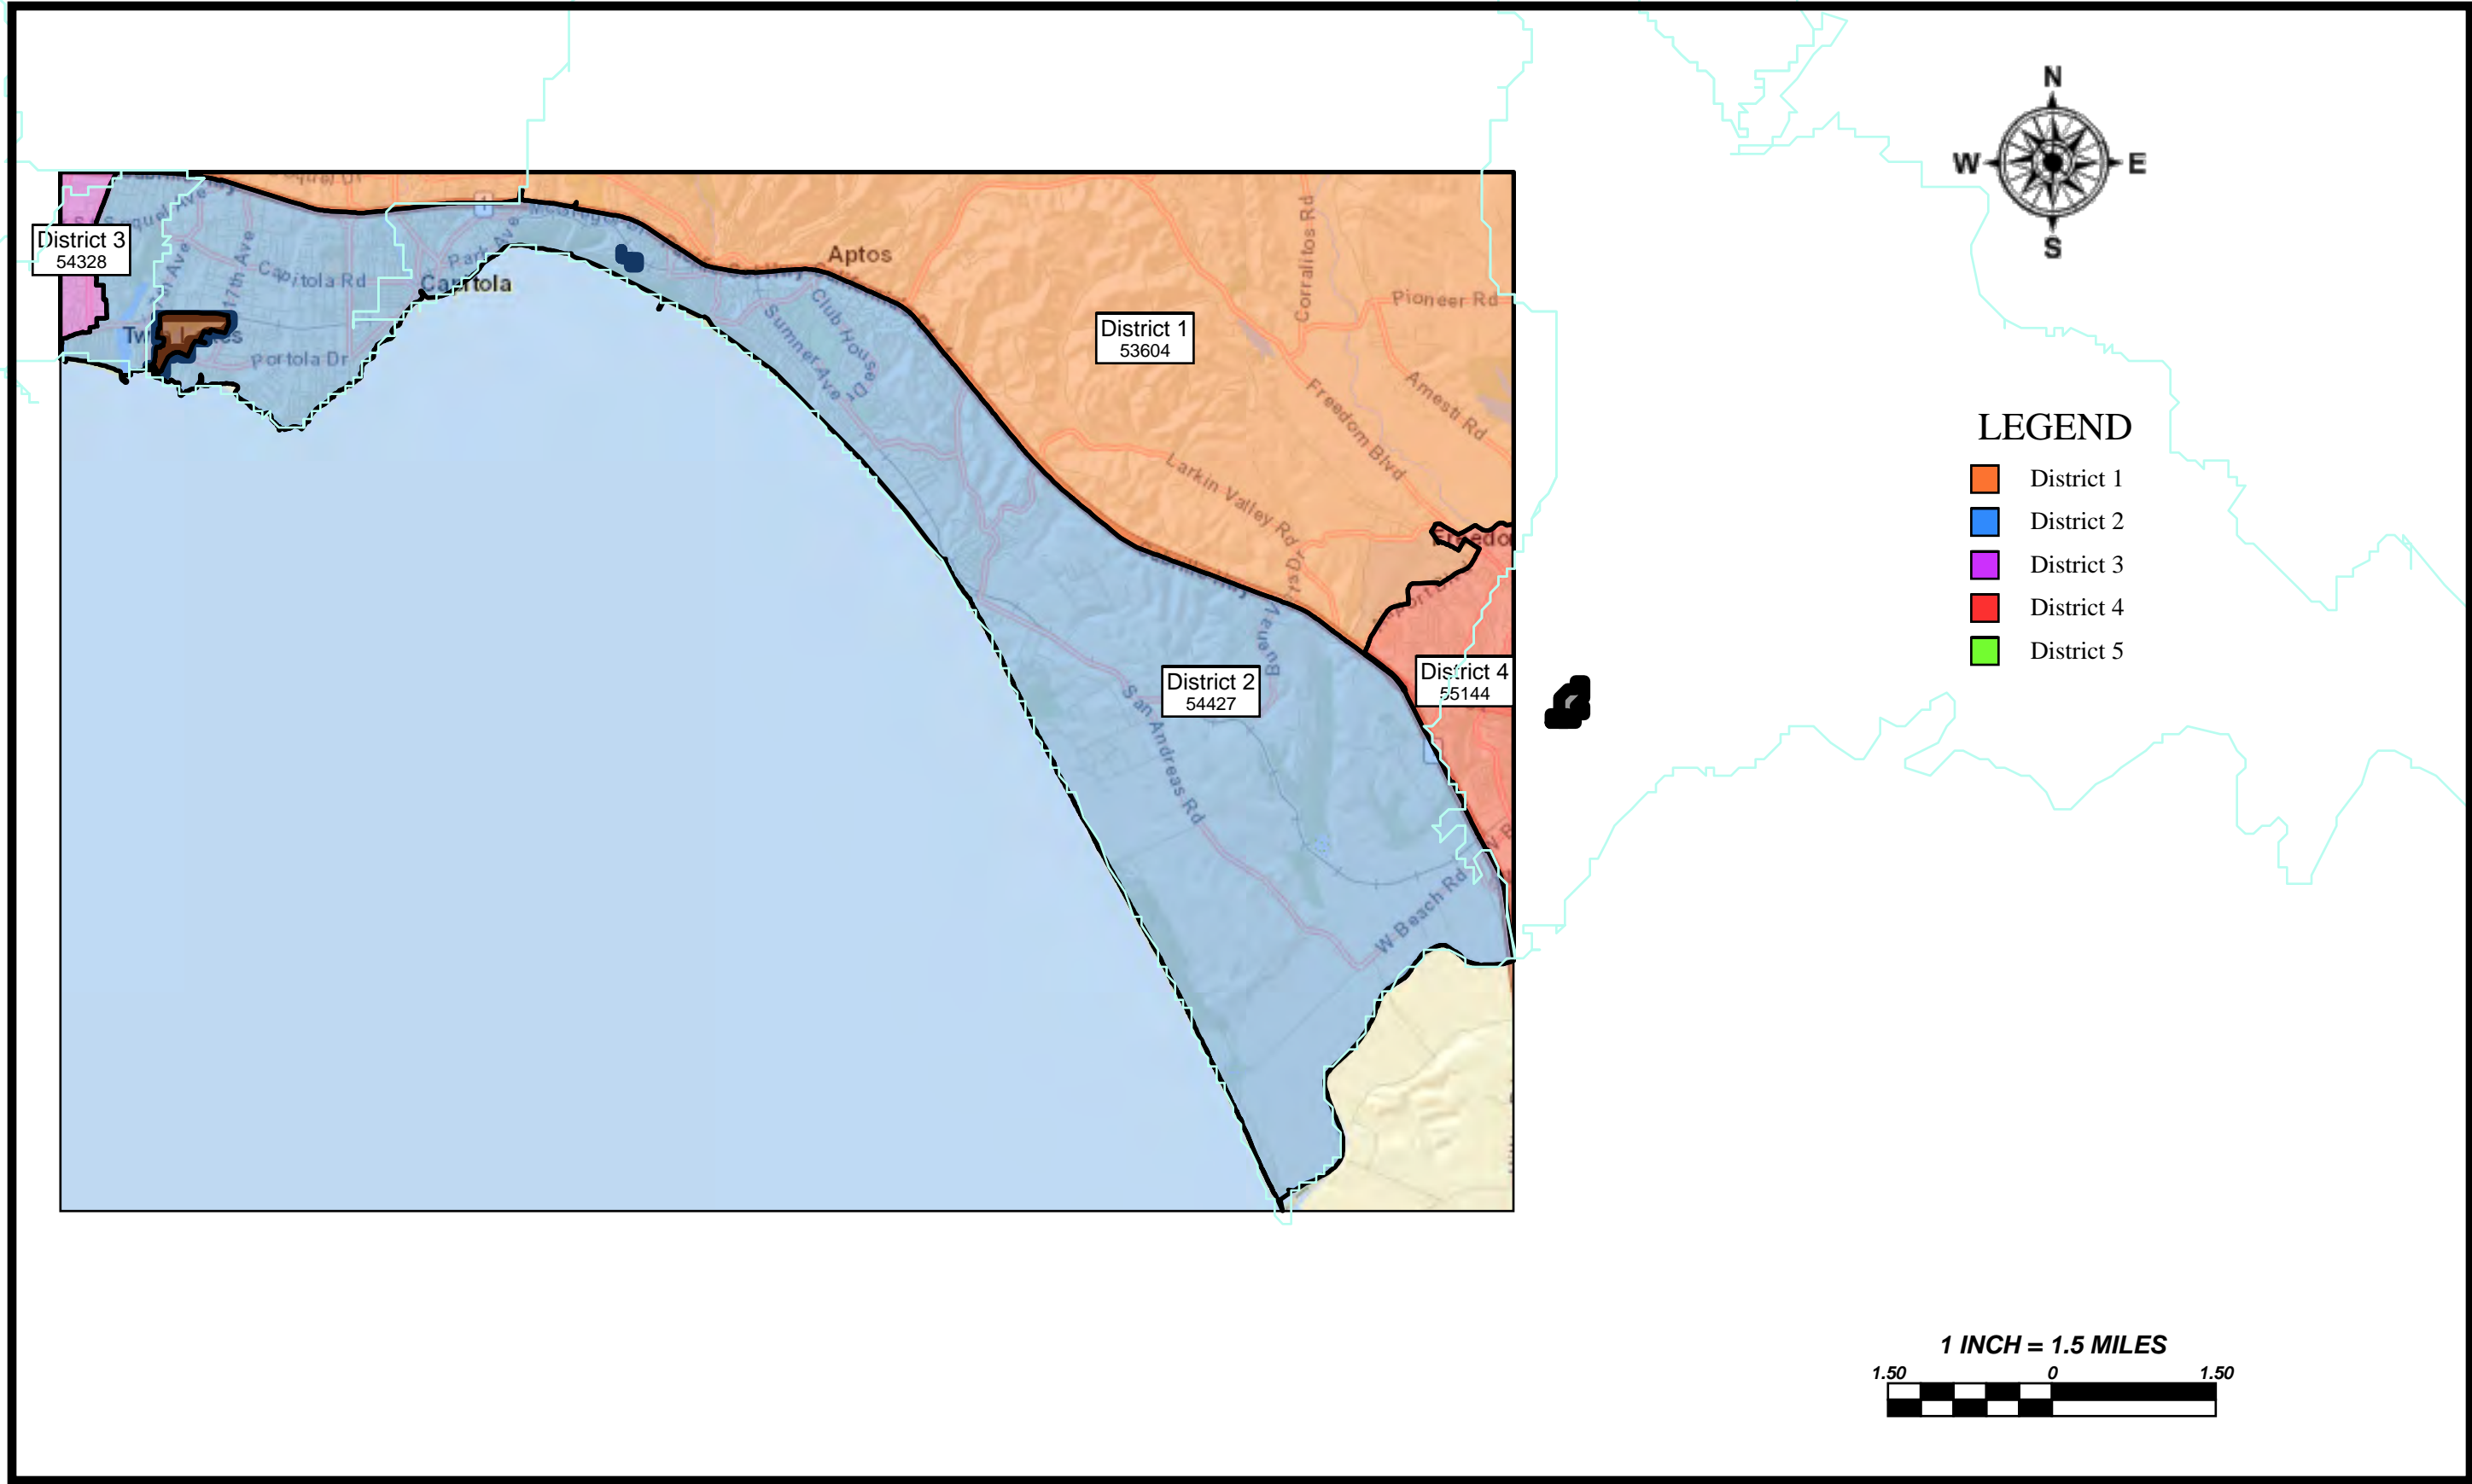 N
W E
S
Soquel Ave
District 3
54328
17th Ave
Capitola Rd
Park Ave
Capitola
Portola Dr
Aptos
Club House Dr
Sumner Ave
District 1
53604
Corralitos Rd
Pioneer Rd
Amesti Rd
Freedom Blvd
Larkin Valley Rd
Freedo
District 2
54427
District 4
55144
San Andreas Rd
W Beach Rd
LEGEND
District 1
District 2
District 3
District 4
District 5
1 INCH = 1.5 MILES
1.50 0 1.50